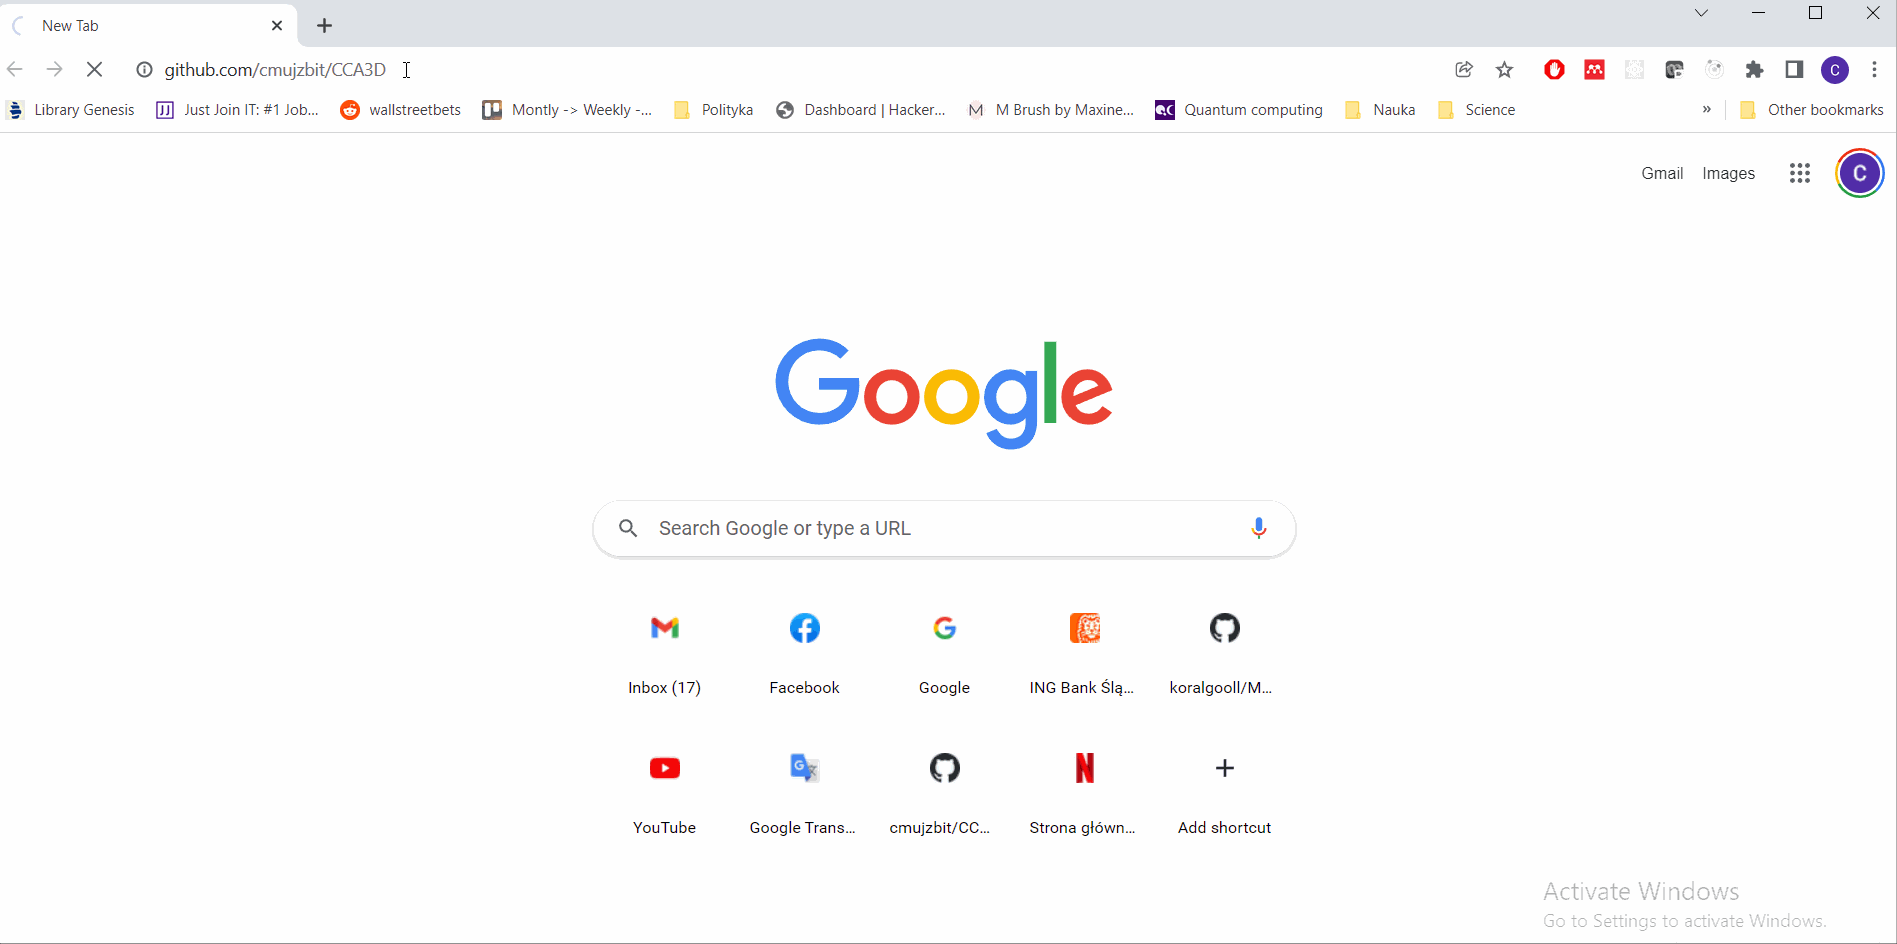 New Tab
github.com/cmujzbit/CCA3D
Library Genesis
Just Join IT: #1 Job...
wallstreetbets
Montly -> Weekly -...
Polityka
Dashboard | Hacker...
M Brush by Maxine...
Quantum computing
Nauka
Science
»
Other bookmarks
C
Gmail
Images
C
Google
Search Google or type a URL
Inbox (17)
Facebook
Google
ING Bank Ślą...
koralgooll/M...
YouTube
Google Trans...
cmujzbit/CC...
Strona główn...
Add shortcut
Activate Windows
Go to Settings to activate Windows.